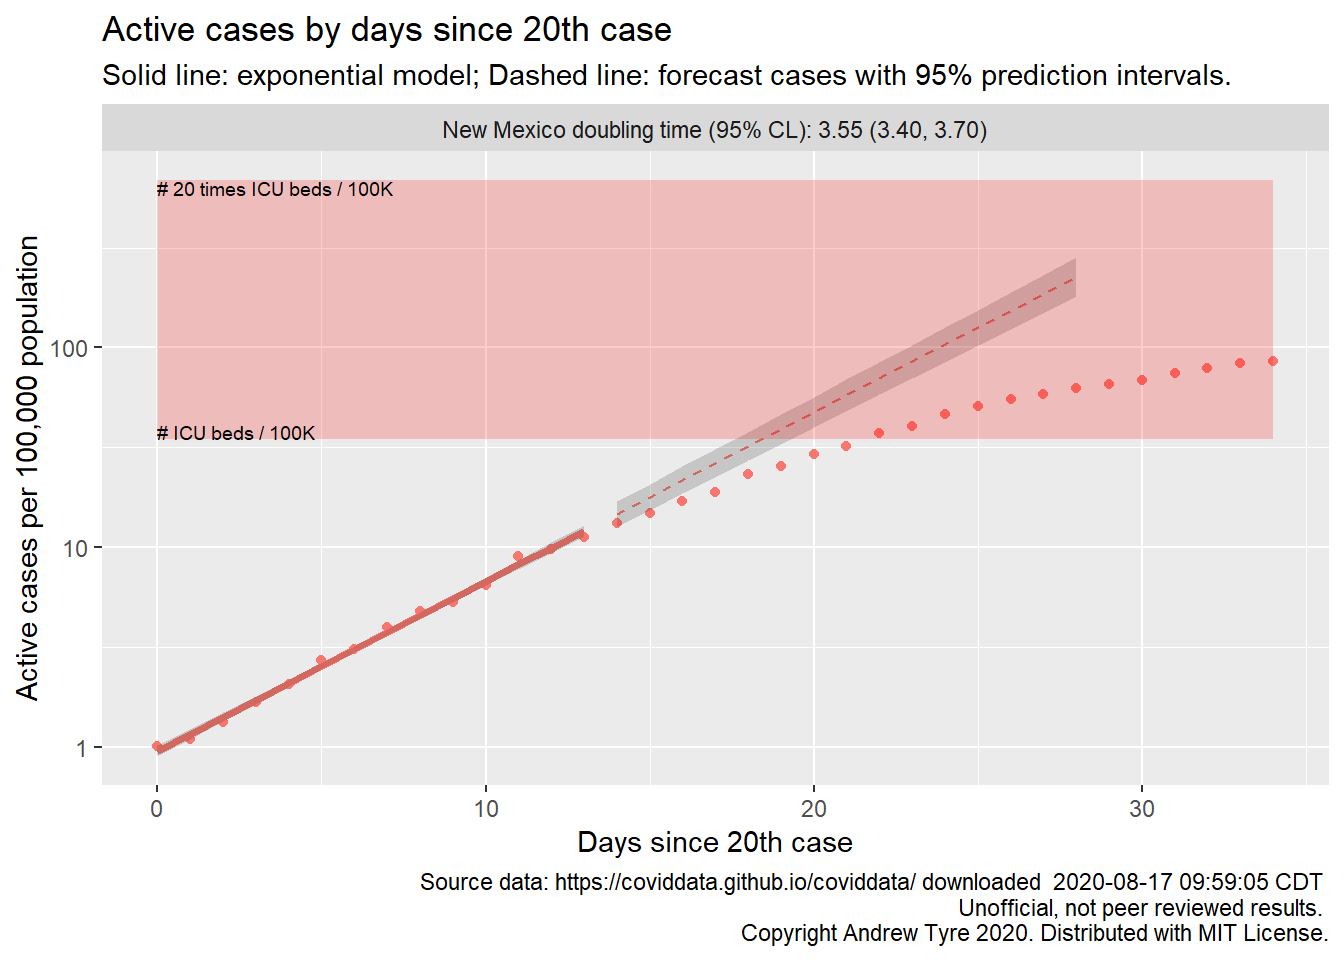 Active cases by days since 20th case
Solid line: exponential model; Dashed line: forecast cases with 95% prediction intervals.
New Mexico doubling time (95% CL): 3.55 (3.40, 3.70)
# 20 times ICU beds / 100K
# ICU beds / 100K
Active cases per 100,000 population
100
10
1
0
10
20
30
Days since 20th case
Source data: https://coviddata.github.io/coviddata/ downloaded  2020-08-17 09:59:05 CDT
Unofficial, not peer reviewed results.
Copyright Andrew Tyre 2020. Distributed with MIT License.